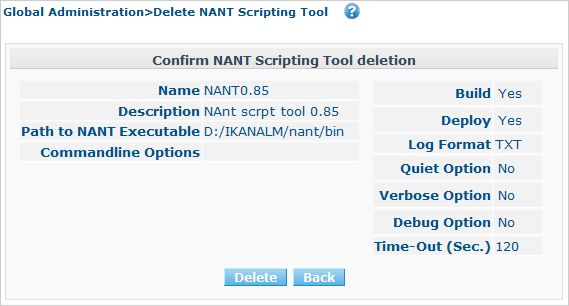 Global Administration>Delete NANT Scripting Tool ?
Confirm NANT Scripting Tool deletion
Name NANT0.85
Description NAnt scrpt tool 0.85
Path to NANT Executable D:/IKANALM/nant/bin
Commandline Options
Build Yes
Deploy Yes
Log Format TXT
Quiet Option No
Verbose Option No
Debug Option No
Time-Out (Sec.) 120
Delete Back